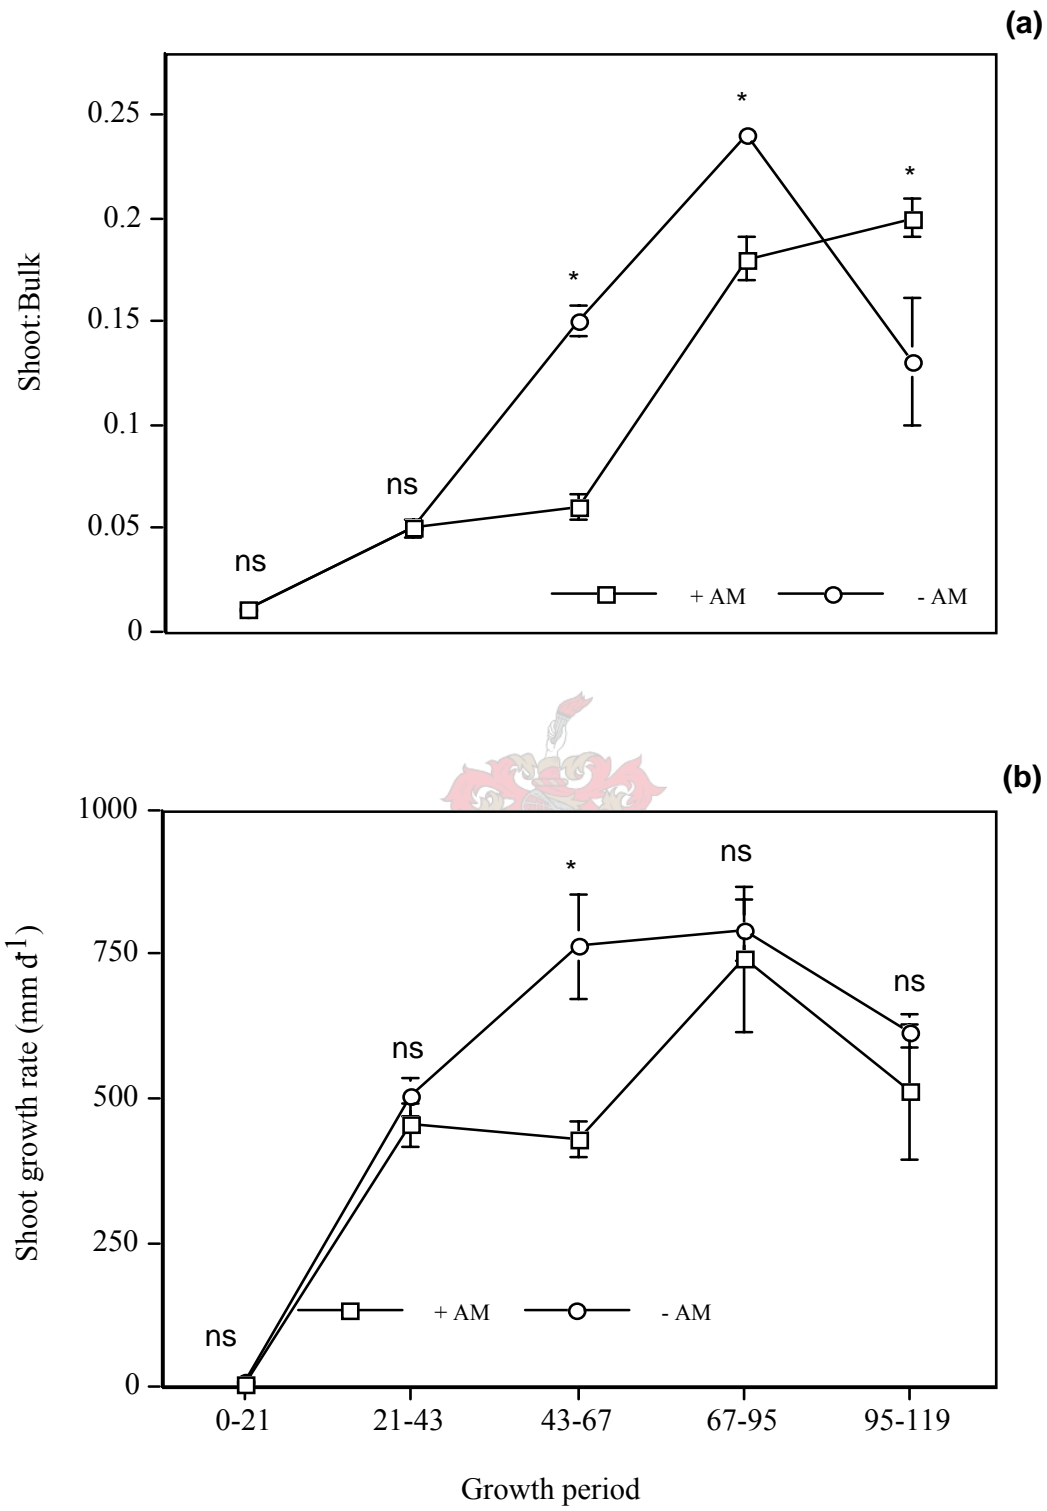 (a)
0.25
0.2
0.15
0.1
0.05
0
Shoot:Bulk
*
*
*
ns
ns
+ AM
- AM
(b)
1000
750
500
250
0
Shoot growth rate (mm d-1)
*
ns
ns
ns
ns
+ AM
- AM
0-21
21-43
43-67
67-95
95-119
Growth period